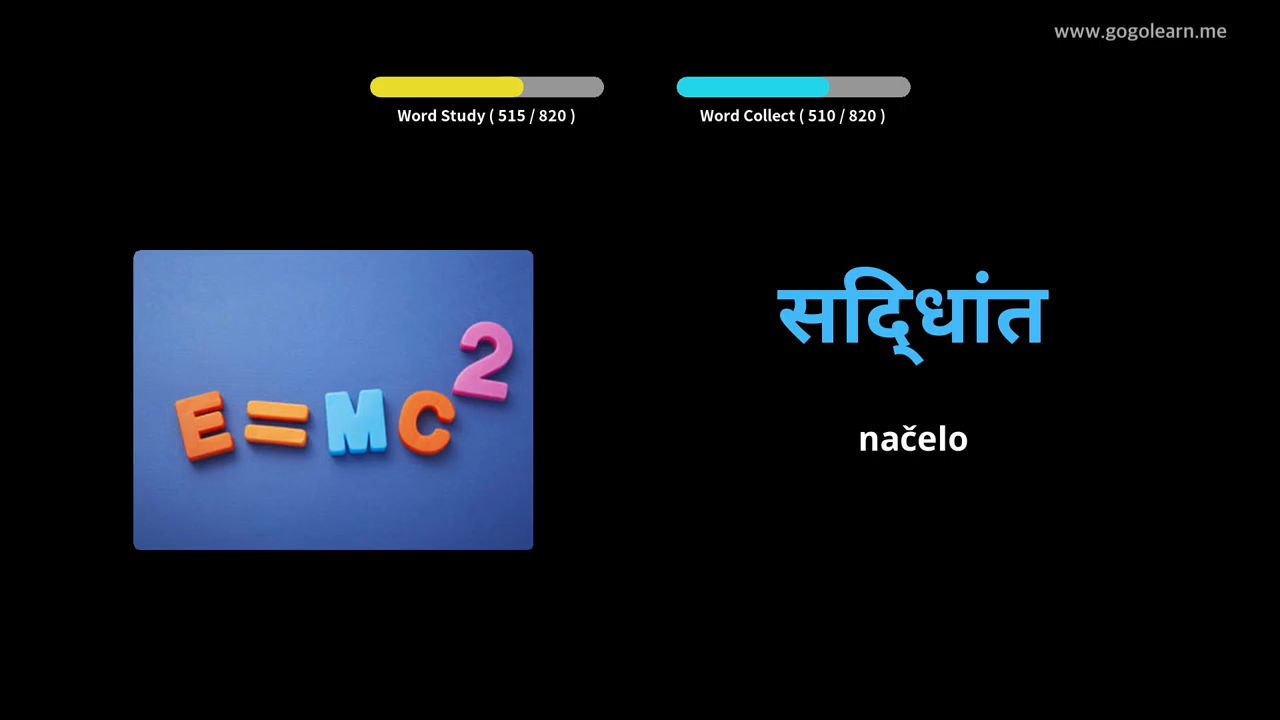 www.gogolearn.me
Word Study ( 515 / 820 )
Word Collect ( 510 / 820 )
E=MC²
सद्धिांत
načelo